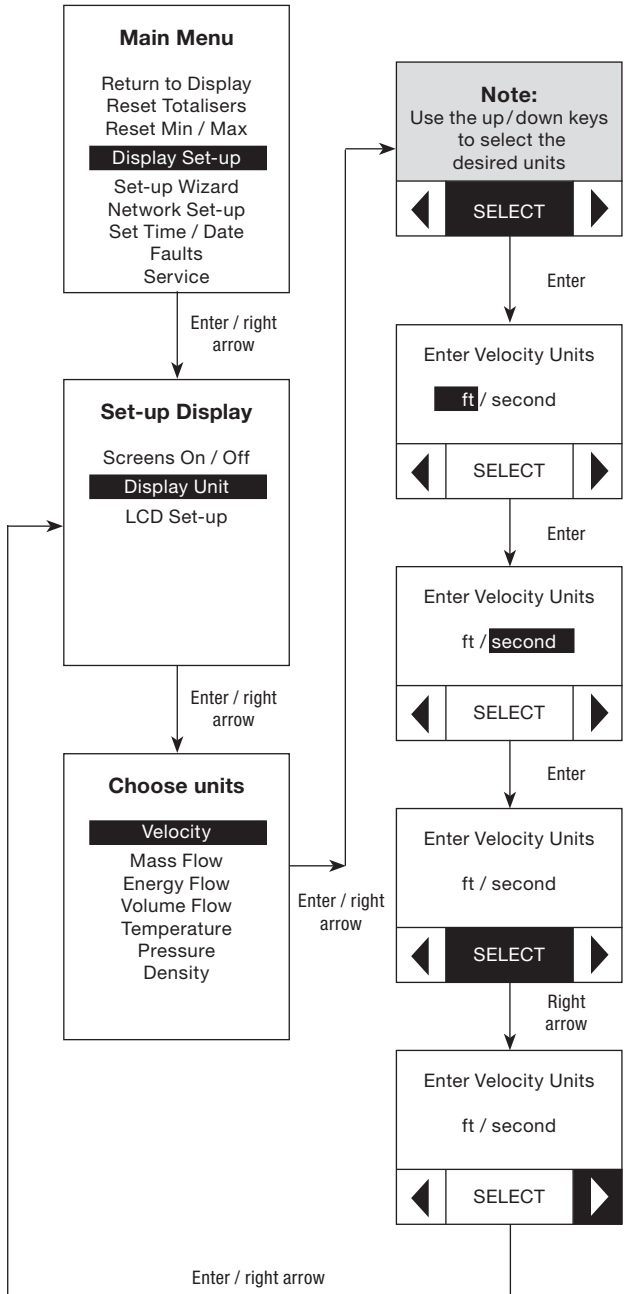 Main Menu
Return to Display
Reset Totalisers
Reset Min / Max
Display Set-up
Set-up Wizard
Network Set-up
Set Time / Date
Faults
Service
Enter / right
arrow
Set-up Display
Screens On / Off
Display Unit
LCD Set-up
Enter / right
arrow
Choose units
Velocity
Mass Flow
Energy Flow
Volume Flow
Temperature
Pressure
Density
Enter / right
arrow
Note:
Use the up/down keys
to select the
desired units
SELECT
Enter
Enter Velocity Units
ft / second
SELECT
Enter
Enter Velocity Units
ft / second
SELECT
Enter
Enter Velocity Units
ft / second
SELECT
Right
arrow
Enter Velocity Units
ft / second
SELECT
Enter / right arrow